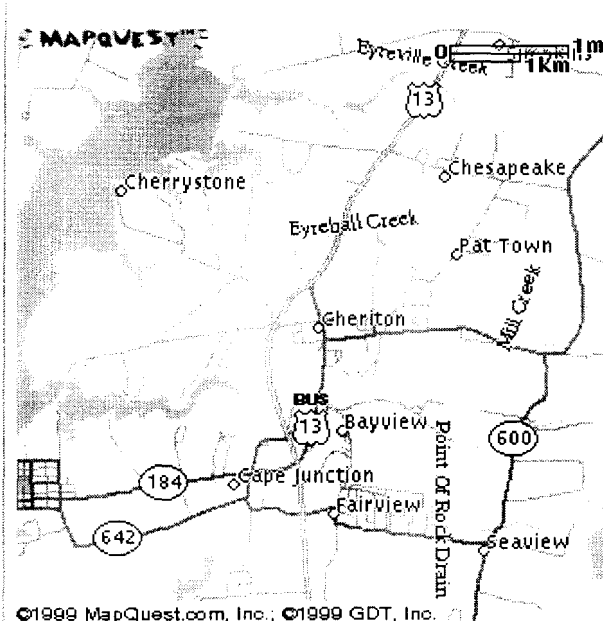 MAPQUEST
Eyreville Creek
0 1m
1Km
13
Cherrystone
Chesapeake
Eyrehall Creek
Pat Town
Mill Creek
Cheriton
BUS
13
Bayview
600
Point Of Rock Drain
184
Cape Junction
Fairview
642
Seaview
©1999 MapQuest.com, Inc.; ©1999 GDT, Inc.